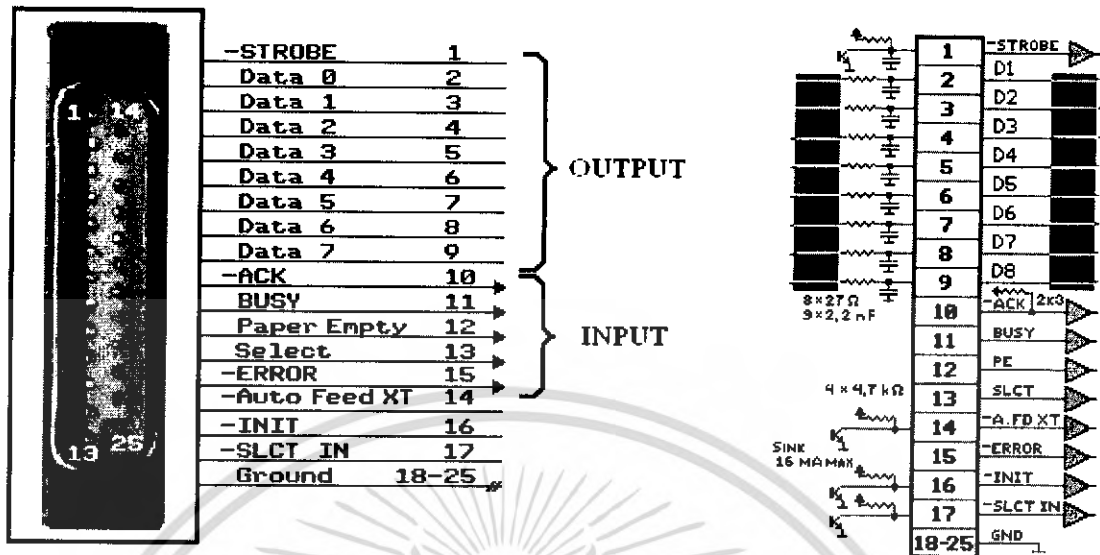 1 14
13 25
-STROBE 1
Data 0 2
Data 1 3
Data 2 4
Data 3 5
Data 4 6
Data 5 7
Data 6 8
Data 7 9
-ACK 10
BUSY 11
Paper Empty 12
Select 13
-ERROR 15
-Auto Feed XT 14
-INIT 16
-SLCT IN 17
Ground 18-25
OUTPUT
INPUT
1 -STROBE
2 D1
3 D2
4 D3
5 D4
6 D5
7 D6
8 D7
9 D8
8×27Ω
9×2,2nF
10 -ACK 2K3
11 BUSY
12 PE
4×4,7kΩ
13 SLCT
14 -A.FD XT
SINK
16 MA MAX
15 -ERROR
16 -INIT
17 -SLCT IN
18-25 GND